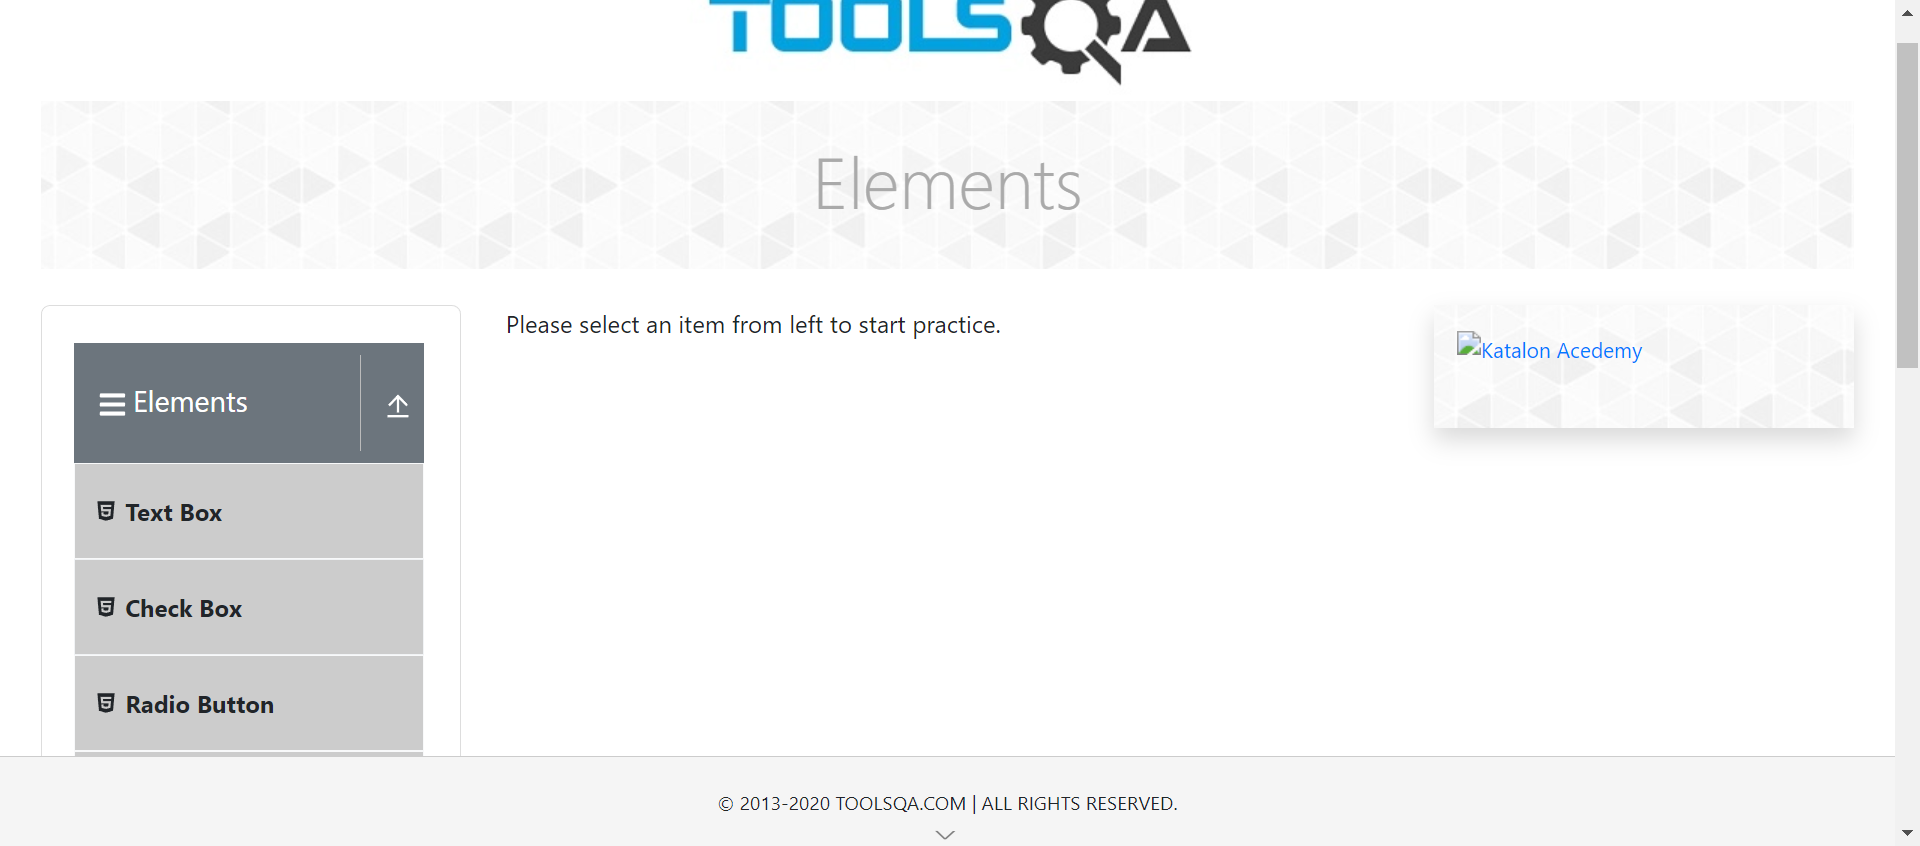 TOOLSQA
Elements
Elements
Please select an item from left to start practice.
Katalon Acedemy
Text Box
Check Box
Radio Button
© 2013-2020 TOOLSQA.COM | ALL RIGHTS RESERVED.